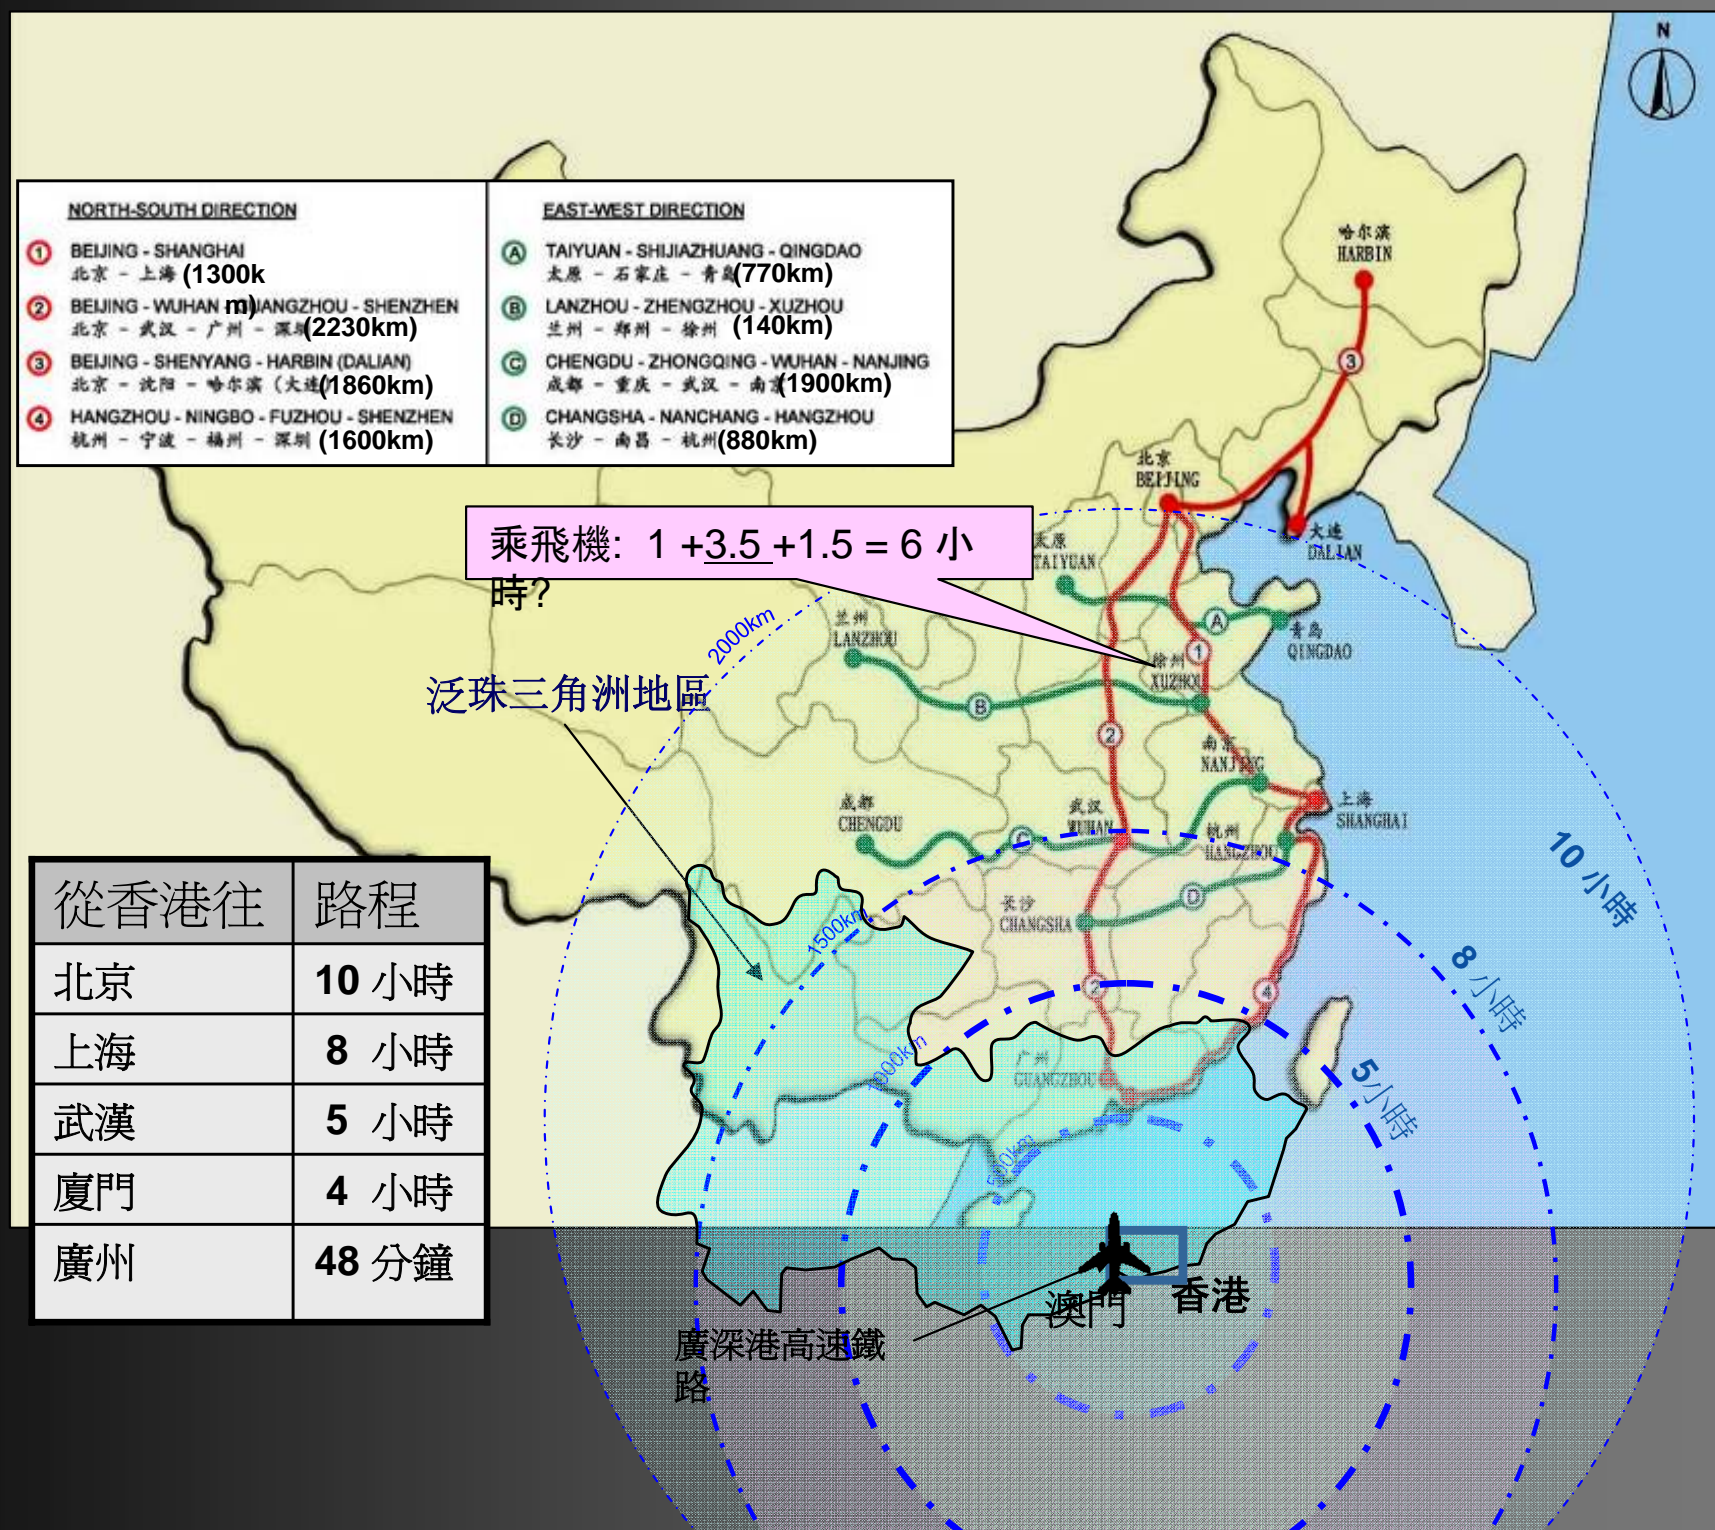 N
NORTH-SOUTH DIRECTION
1 BEIJING - SHANGHAI
北京 - 上海 (1300k
m)
2 BEIJING - WUHAN - GUANGZHOU - SHENZHEN
北京 - 武汉 - 广州 - 深圳 (2230km)
3 BEIJING - SHENYANG - HARBIN (DALIAN)
北京 - 沈阳 - 哈尔滨 (大连 (1860km)
4 HANGZHOU - NINGBO - FUZHOU - SHENZHEN
杭州 - 宁波 - 福州 - 深圳 (1600km)
EAST-WEST DIRECTION
A TAIYUAN - SHIJIAZHUANG - QINGDAO
太原 - 石家庄 - 青岛 (770km)
B LANZHOU - ZHENGZHOU - XUZHOU
兰州 - 郑州 - 徐州 (140km)
C CHENGDU - ZHONGQING - WUHAN - NANJING
成都 - 重庆 - 武汉 - 南京 (1900km)
D CHANGSHA - NANCHANG - HANGZHOU
长沙 - 南昌 - 杭州 (880km)
哈尔滨
HARBIN
3
北京
BEIJING
大连
DALIAN
乘飛機: 1 +3.5 +1.5 = 6 小
時?
太原
TAIYUAN
兰州
LANZHOU
2000km
A
青岛
QINGDAO
徐州
XUZHOU
1
泛珠三角洲地區
B
2
南京
NANJING
成都
CHENGDU
武汉
WUHAN
C
杭州
HANGZHOU
上海
SHANGHAI
10 小時
D
长沙
CHANGSHA
1500km
8 小時
2
4
1000km
广州
GUANGZHOU
5小時
500km
從香港往 路程
北京 10 小時
上海 8 小時
武漢 5 小時
廈門 4 小時
廣州 48 分鐘
澳門
香港
廣深港高速鐵
路